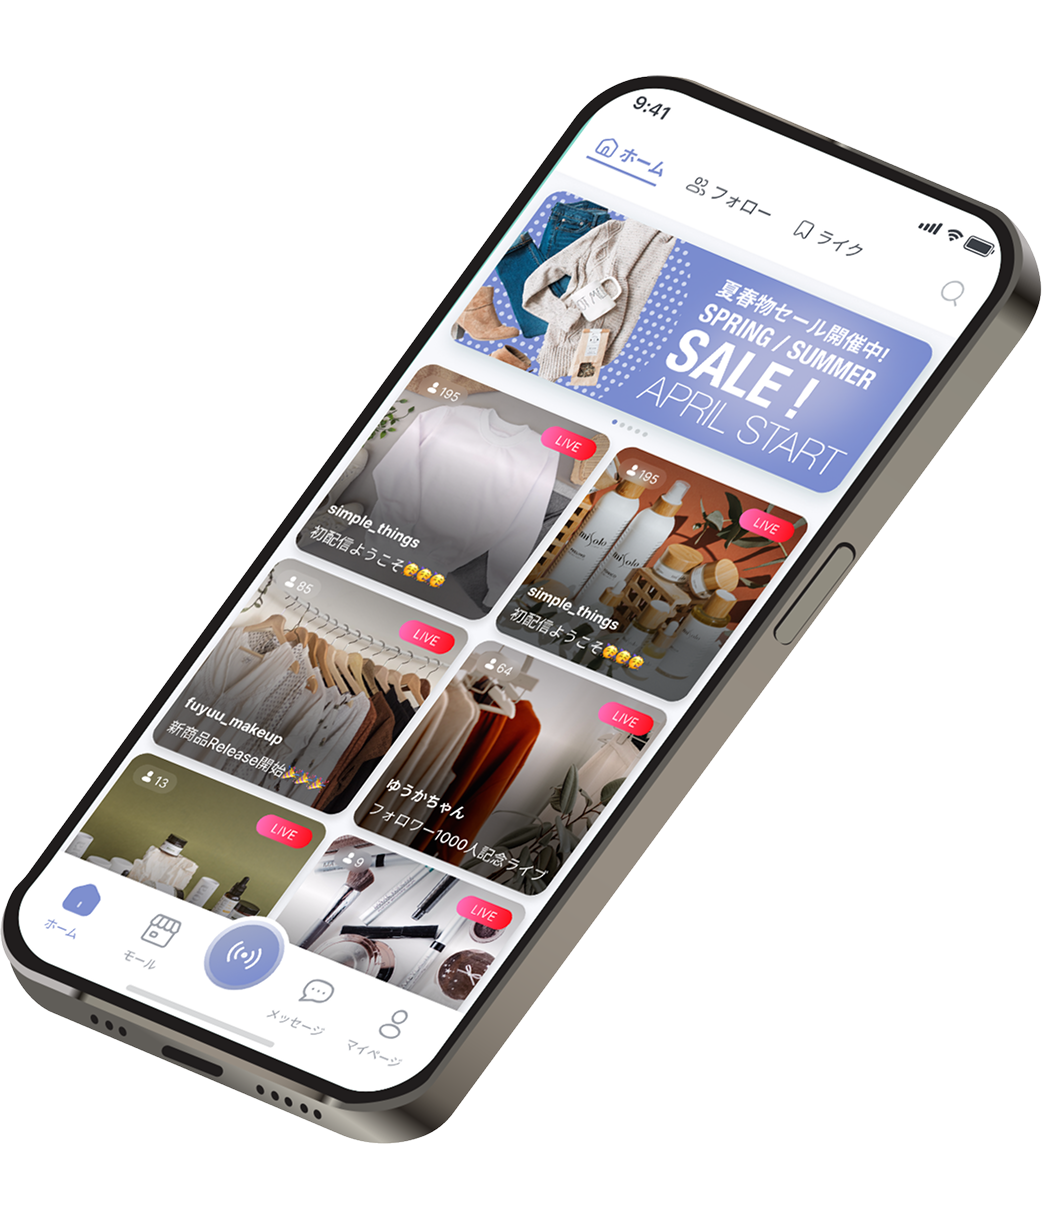 9:41
ホーム
フォロー
ライク
夏春物セール開催中!
SPRING / SUMMER
SALE !
APRIL START
195
LIVE
simple_things
初配信ようこそ🥳🥳🥳
195
LIVE
simple_things
初配信ようこそ🥳🥳🥳
85
LIVE
fuyuu_makeup
新商品Release開始🎉🎉🎉
64
LIVE
ゆうかちゃん
フォロワー1000人記念ライブ
13
LIVE
9
LIVE
ホーム
モール
メッセージ
マイページ